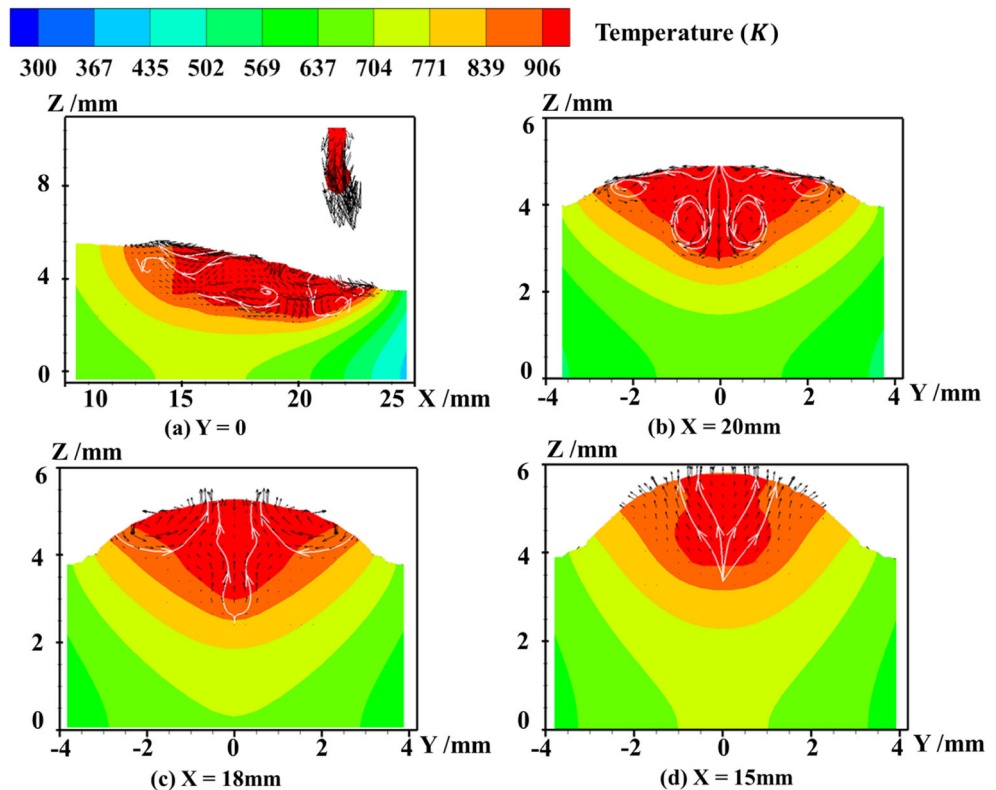 Temperature (K)
300 367 435 502 569 637 704 771 839 906
Z /mm
8
4
0
10 15 20 25 X /mm
(a) Y = 0
Z /mm
6
4
2
0
-4 -2 0 2 4
Y /mm
(b) X = 20mm
Z /mm
6
4
2
0
-4 -2 0 2 4 Y /mm
(c) X = 18mm
Z /mm
6
4
2
0
-4 -2 0 2 4 Y /mm
(d) X = 15mm